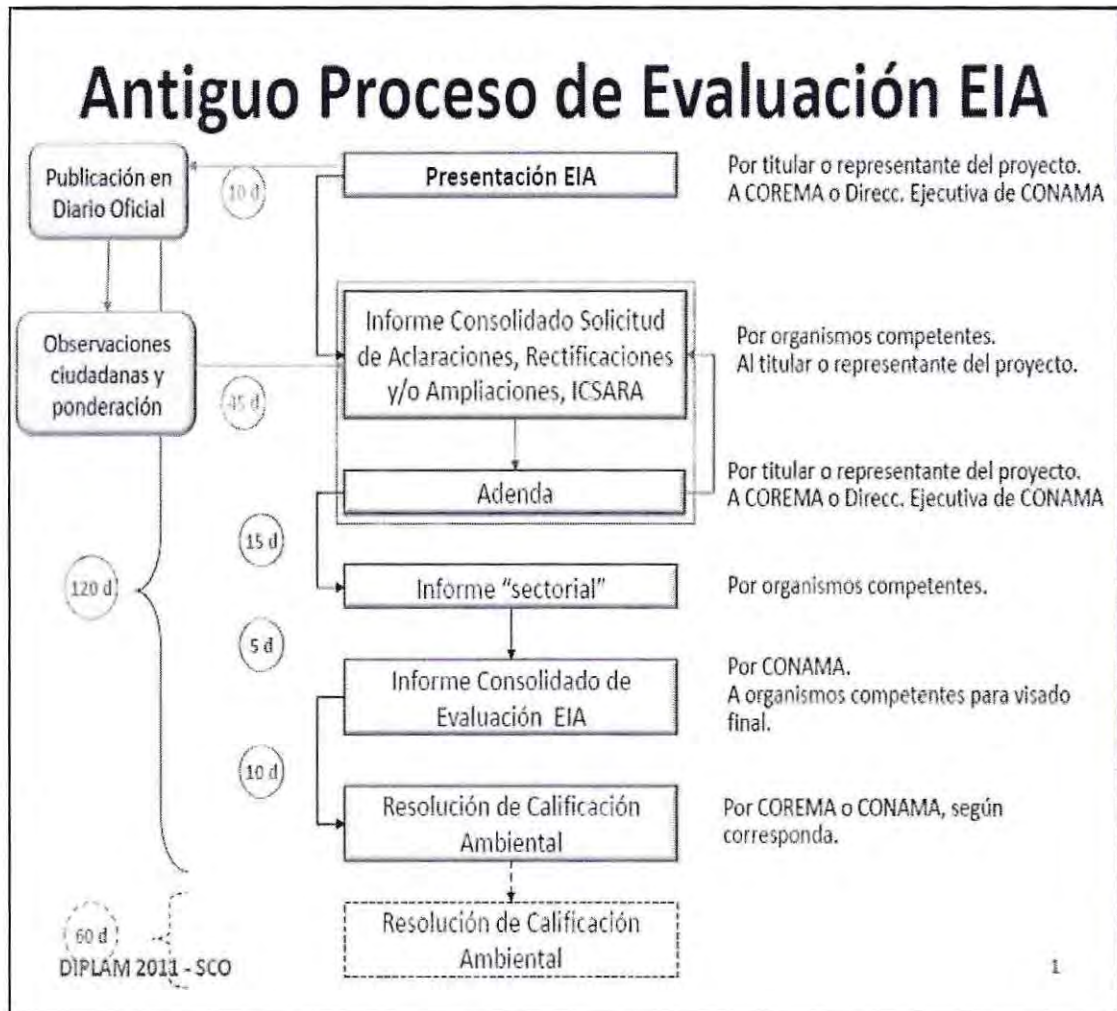 Antiguo Proceso de Evaluación EIA
Publicación en
Diario Oficial
10 d
Presentación EIA
Por titular o representante del proyecto.
A COREMA o Direcc. Ejecutiva de CONAMA
Observaciones
ciudadanas y
ponderación
45 d
Informe Consolidado Solicitud
de Aclaraciones, Rectificaciones
y/o Ampliaciones, ICSARA
Por organismos competentes.
Al titular o representante del proyecto.
Adenda
Por titular o representante del proyecto.
A COREMA o Direcc. Ejecutiva de CONAMA
15 d
120 d
Informe “sectorial”
Por organismos competentes.
5 d
Informe Consolidado de
Evaluación EIA
Por CONAMA.
A organismos competentes para visado
final.
10 d
Resolución de Calificación
Ambiental
Por COREMA o CONAMA, según
corresponda.
60 d
Resolución de Calificación
Ambiental
DIPLAM 2011 - SCO
1